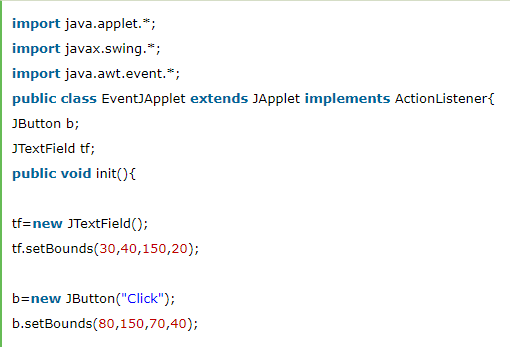 import java.applet.*;
import javax.swing.*;
import java.awt.event.*;
public class EventJApplet extends JApplet implements ActionListener{
JButton b;
JTextField tf;
public void init(){
tf=new JTextField();
tf.setBounds(30,40,150,20);
b=new JButton("Click");
b.setBounds(80,150,70,40);